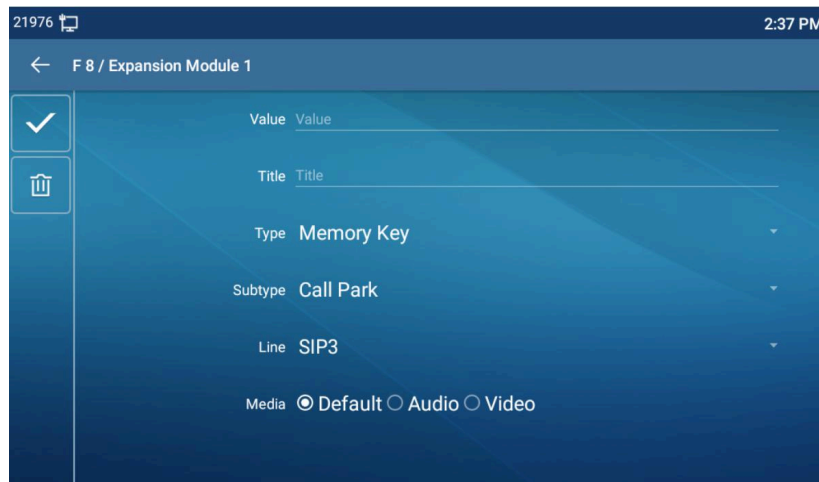 21976 2:37 PM
F 8 / Expansion Module 1
Value Value
Title Title
Type Memory Key
Subtype Call Park
Line SIP3
Media Default Audio Video